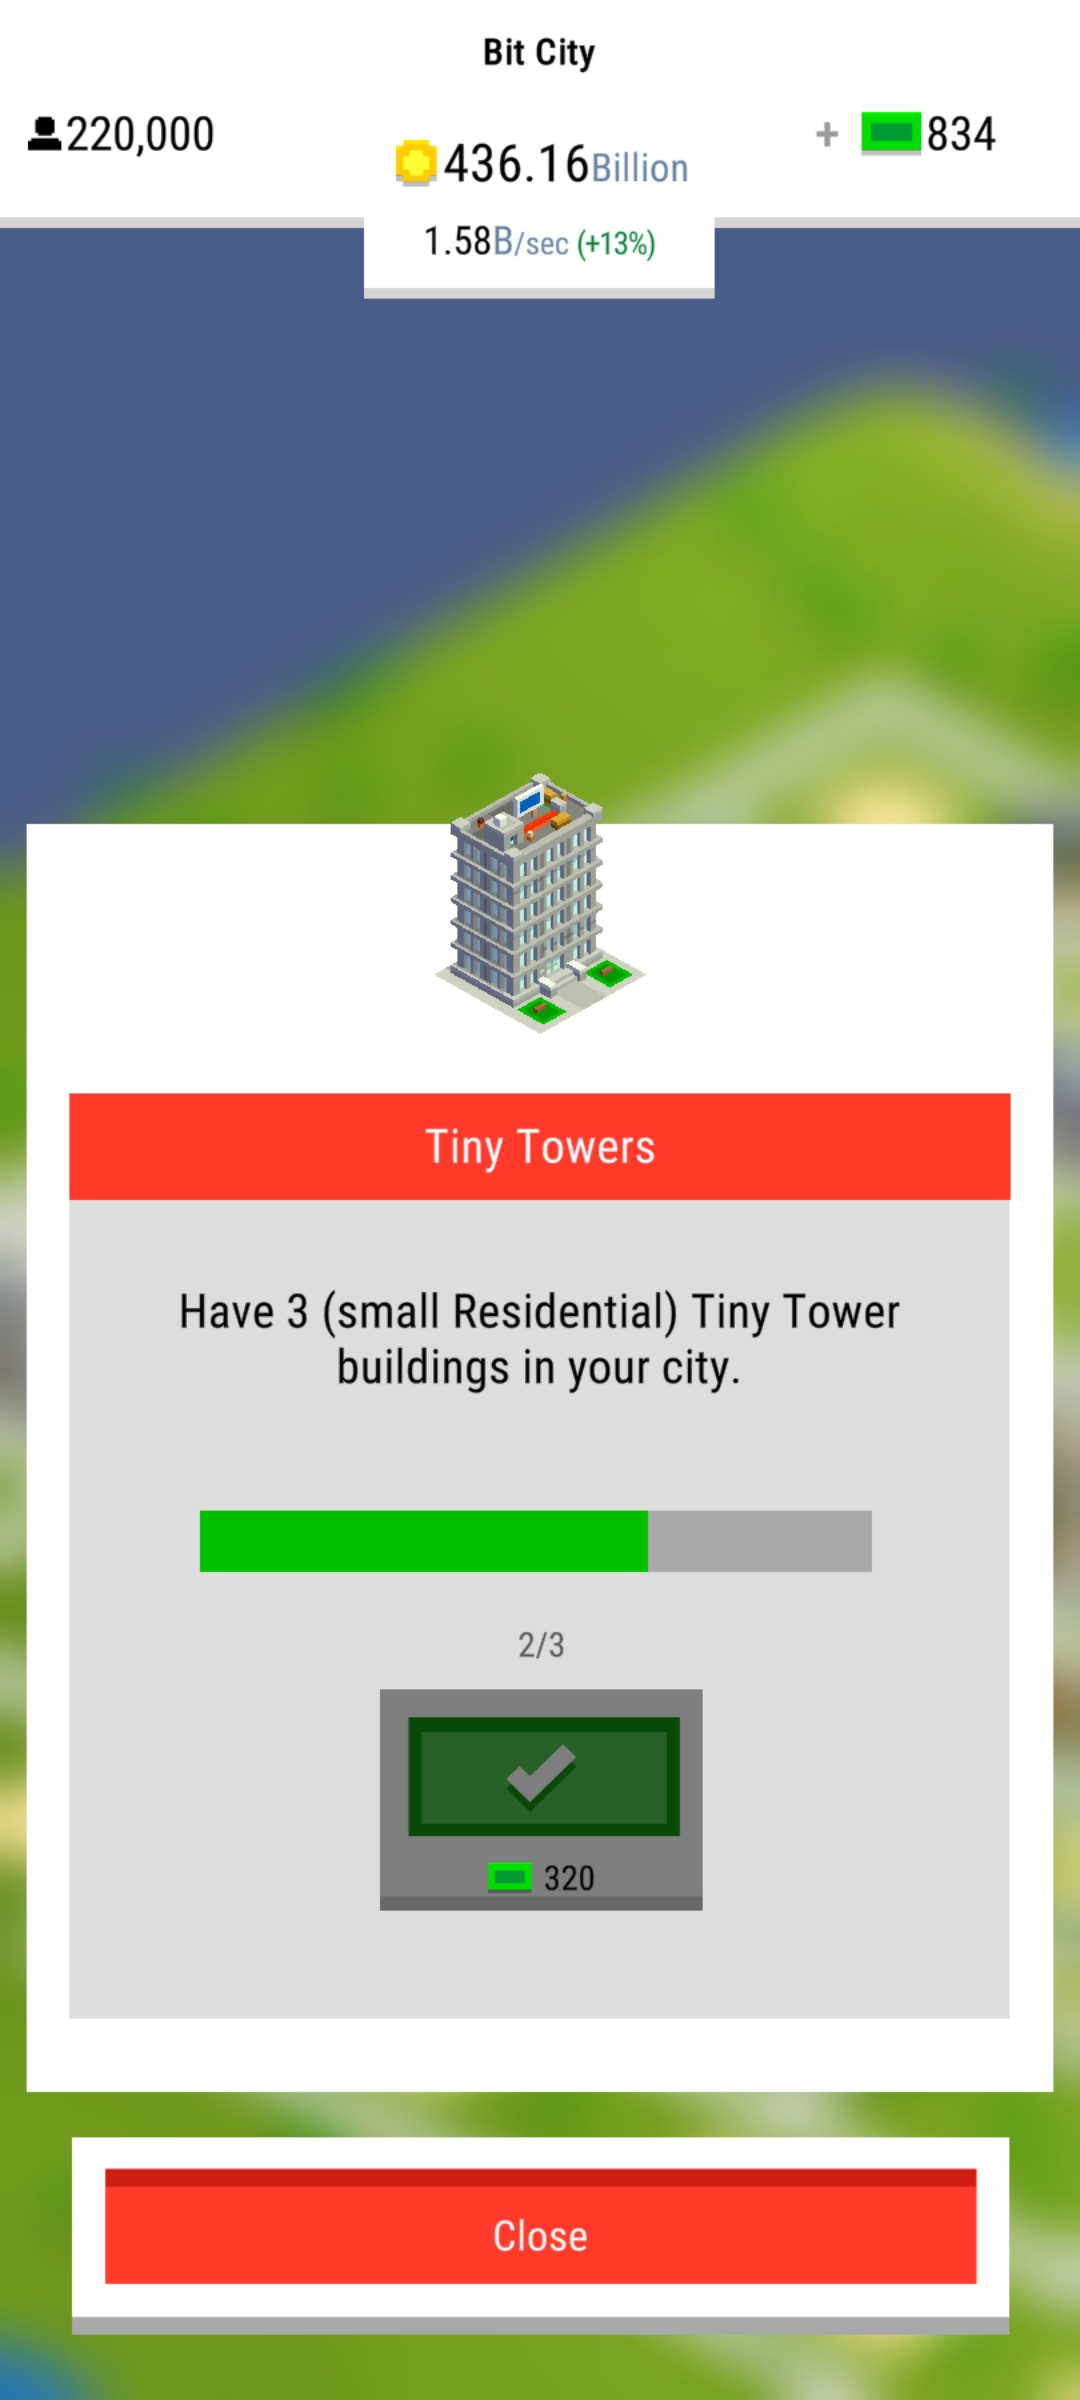 Bit City
220,000
436.16Billion
+ 834
1.58B/sec (+13%)
Tiny Towers
Have 3 (small Residential) Tiny Tower
buildings in your city.
2/3
320
Close